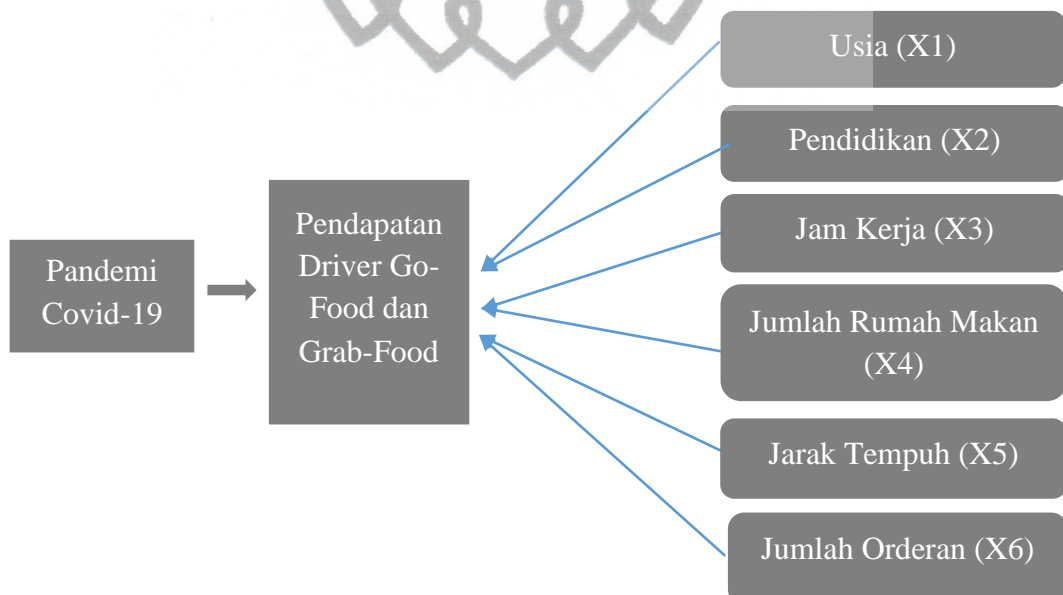 Pandemi
Covid-19
Pendapatan
Driver Go-
Food dan
Grab-Food
Usia (X1)
Pendidikan (X2)
Jam Kerja (X3)
Jumlah Rumah Makan
(X4)
Jarak Tempuh (X5)
Jumlah Orderan (X6)